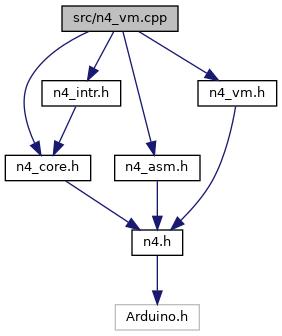 src/n4_vm.cpp
n4_intr.h
n4_vm.h
n4_core.h
n4_asm.h
n4.h
Arduino.h